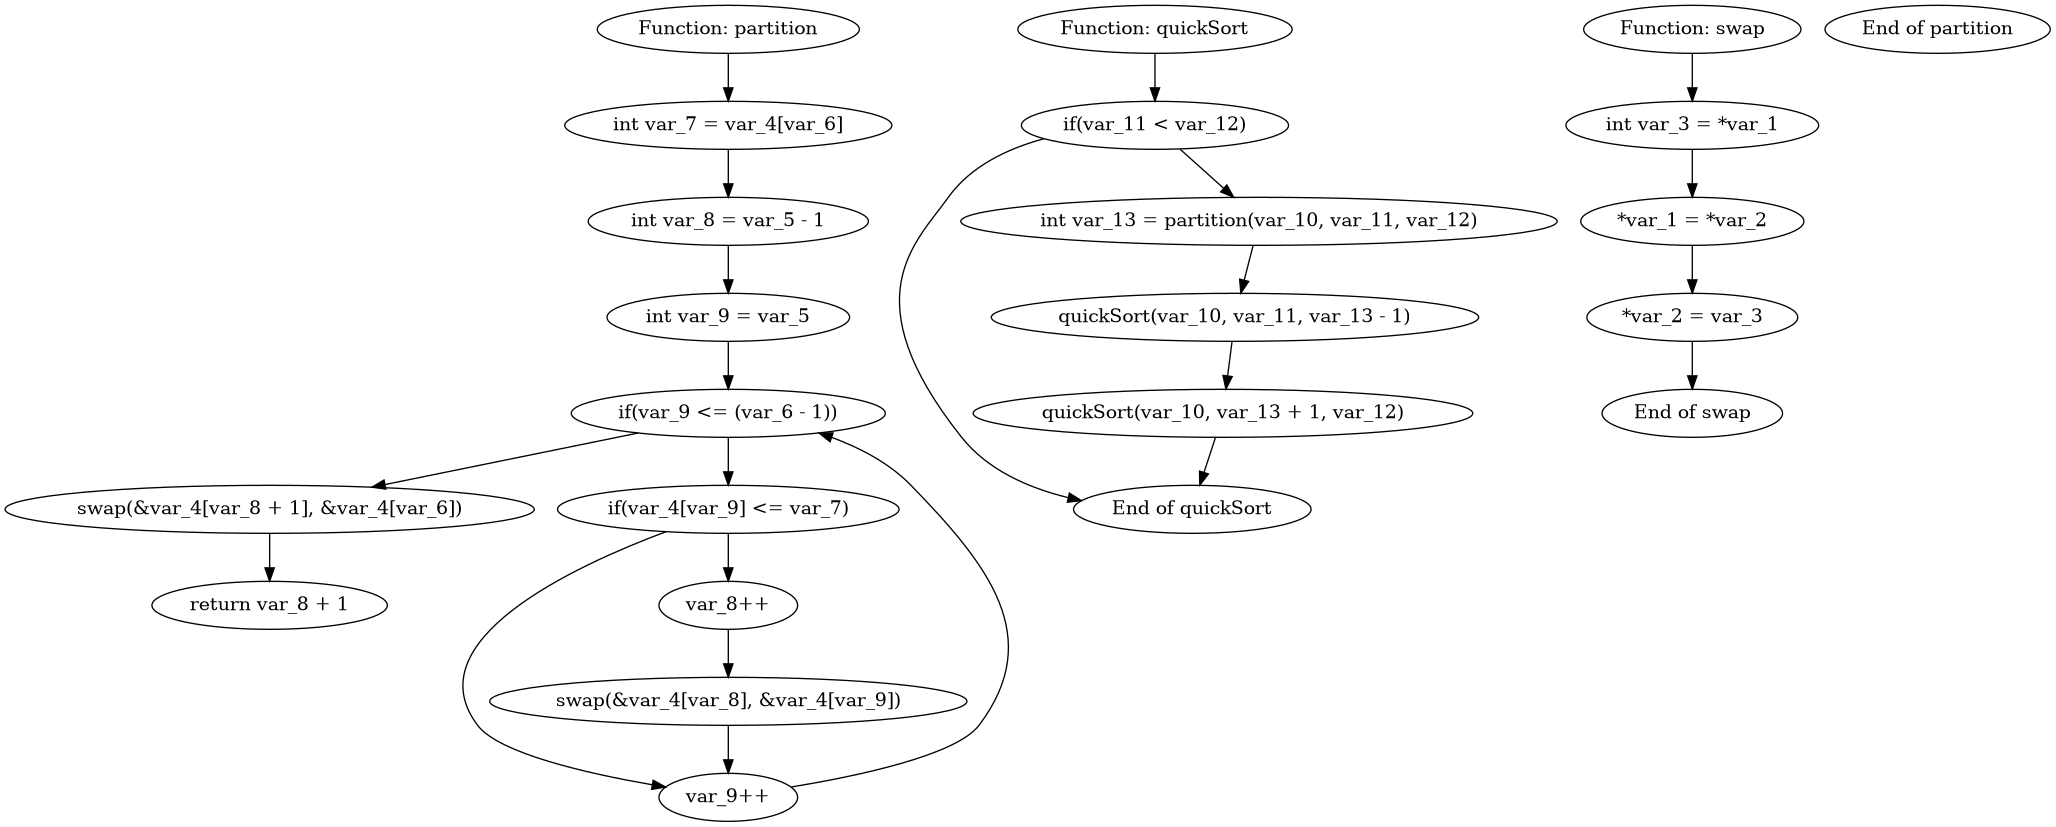 Function: partition
int var_7 = var_4[var_6]
int var_8 = var_5 - 1
int var_9 = var_5
if(var_9 <= (var_6 - 1))
swap(&var_4[var_8 + 1], &var_4[var_6])
return var_8 + 1
if(var_4[var_9] <= var_7)
var_8++
swap(&var_4[var_8], &var_4[var_9])
var_9++
Function: quickSort
if(var_11 < var_12)
int var_13 = partition(var_10, var_11, var_12)
quickSort(var_10, var_11, var_13 - 1)
quickSort(var_10, var_13 + 1, var_12)
End of quickSort
Function: swap
int var_3 = *var_1
*var_1 = *var_2
*var_2 = var_3
End of swap
End of partition